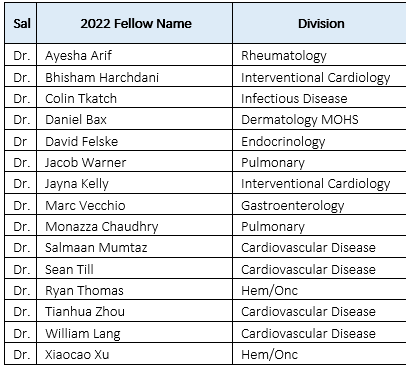 Sal 2022 Fellow Name Division
Dr. Ayesha Arif Rheumatology
Dr. Bhisham Harchdani Interventional Cardiology
Dr. Colin Tkatch Infectious Disease
Dr. Daniel Bax Dermatology MOHS
Dr David Felske Endocrinology
Dr. Jacob Warner Pulmonary
Dr. Jayna Kelly Interventional Cardiology
Dr. Marc Vecchio Gastroenterology
Dr. Monazza Chaudhry Pulmonary
Dr. Salmaan Mumtaz Cardiovascular Disease
Dr. Sean Till Cardiovascular Disease
Dr. Ryan Thomas Hem/Onc
Dr. Tianhua Zhou Cardiovascular Disease
Dr. William Lang Cardiovascular Disease
Dr. Xiaocao Xu Hem/Onc